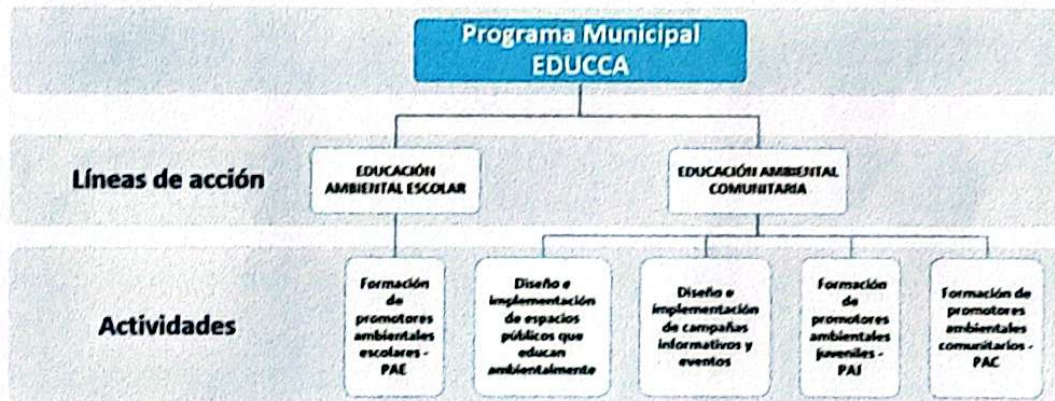 Programa Municipal
EDUCCA
Líneas de acción
EDUCACIÓN
AMBIENTAL ESCOLAR
EDUCACIÓN AMBIENTAL
COMUNITARIA
Actividades
Formación
de
promotores
ambientales
escolares -
PAE
Diseño e
implementación
de espacios
públicos que
educan
ambientalmente
Diseño e
implementación
de campañas
informativos y
eventos
Formación
de
promotores
ambientales
juveniles -
PAJ
Formación de
promotores
ambientales
comunitarios -
PAC